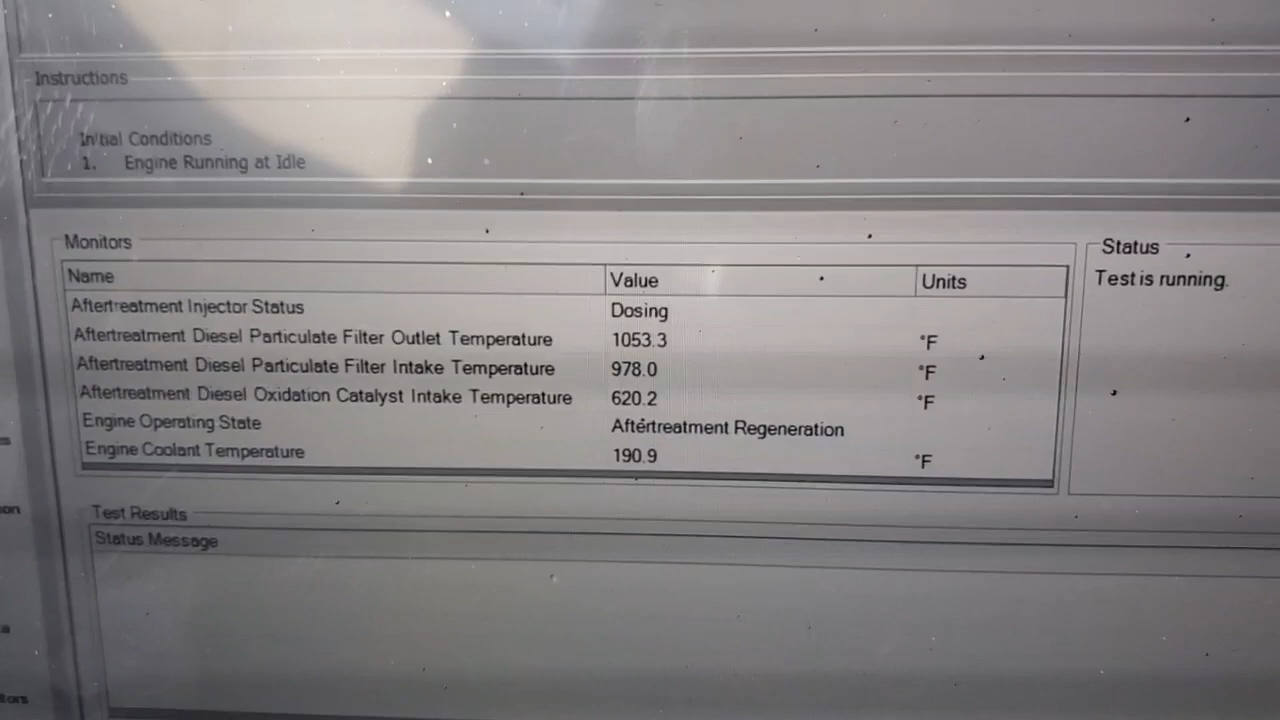 Instructions
Initial Conditions
1. Engine Running at Idle
Monitors
Status
Name Value Units
Test is running.
Aftertreatment Injector Status Dosing
Aftertreatment Diesel Particulate Filter Outlet Temperature 1053.3 °F
Aftertreatment Diesel Particulate Filter Intake Temperature 978.0 °F
Aftertreatment Diesel Oxidation Catalyst Intake Temperature 620.2 °F
Engine Operating State Aftertreatment Regeneration
Engine Coolant Temperature 190.9 °F
Test Results
Status Message